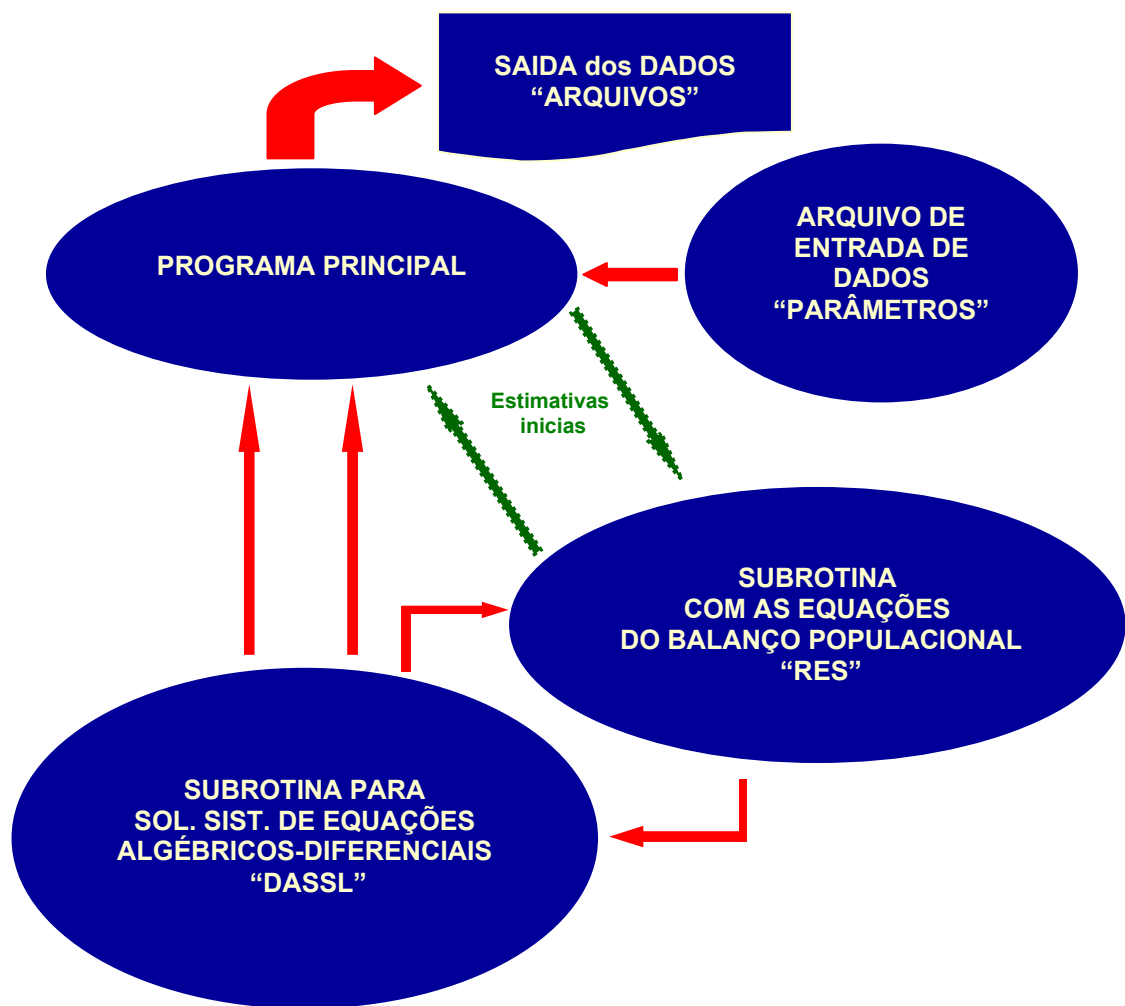 SAIDA dos DADOS
“ARQUIVOS”
PROGRAMA PRINCIPAL
ARQUIVO DE
ENTRADA DE
DADOS
“PARÂMETROS”
Estimativas
inicias
SUBROTINA
COM AS EQUAÇÕES
DO BALANÇO POPULACIONAL
“RES”
SUBROTINA PARA
SOL. SIST. DE EQUAÇÕES
ALGÉBRICOS-DIFERENCIAIS
“DASSL”